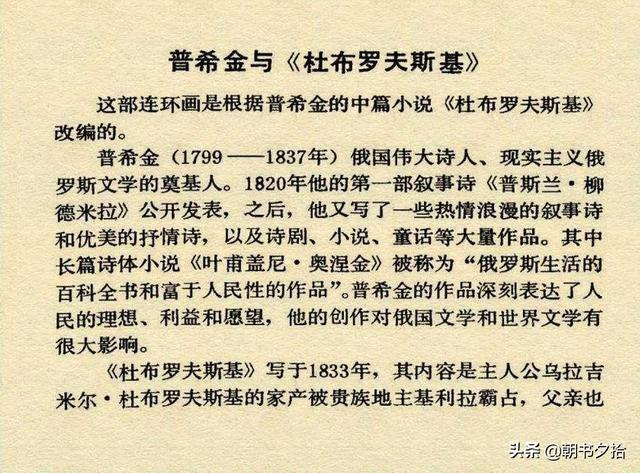 普希金与《杜布罗夫斯基》
这部连环画是根据普希金的中篇小说《杜布罗夫斯基》
改编的。
普希金（1799——1837年）俄国伟大诗人、现实主义俄
罗斯文学的奠基人。1820年他的第一部叙事诗《普斯兰·柳
德米拉》公开发表，之后，他又写了一些热情浪漫的叙事诗
和优美的抒情诗，以及诗剧、小说、童话等大量作品。其中
长篇诗体小说《叶甫盖尼·奥涅金》被称为“俄罗斯生活的
百科全书和富于人民性的作品”。普希金的作品深刻表达了人
民的理想、利益和愿望，他的创作对俄国文学和世界文学有
很大影响。
《杜布罗夫斯基》写于1833年，其内容是主人公乌拉吉
米尔·杜布罗夫斯基的家产被贵族地主基利拉霸占，父亲也
头条 @朝书夕拾